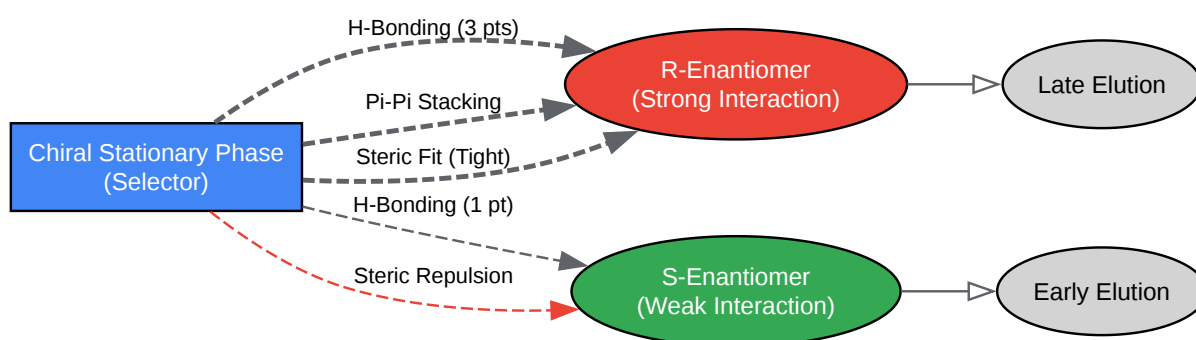 H-Bonding (3 pts)
R-Enantiomer
(Strong Interaction)
Late Elution
Pi-Pi Stacking
Chiral Stationary Phase
(Selector)
Steric Fit (Tight)
H-Bonding (1 pt)
Steric Repulsion
S-Enantiomer
(Weak Interaction)
Early Elution